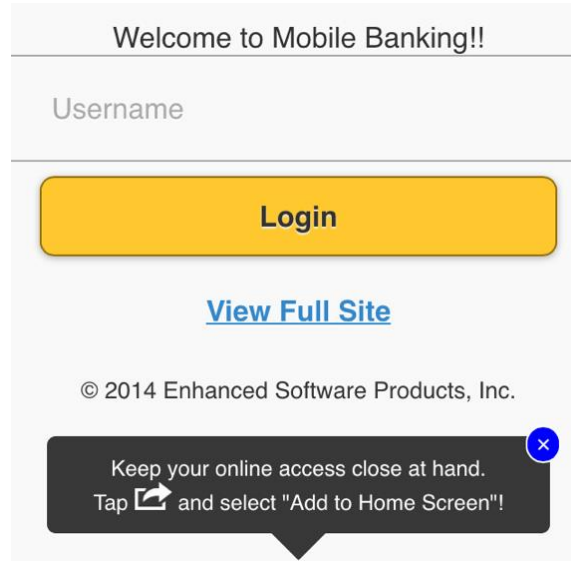 Welcome to Mobile Banking!!
Username
Login
View Full Site
© 2014 Enhanced Software Products, Inc.
Keep your online access close at hand.
Tap and select "Add to Home Screen"!